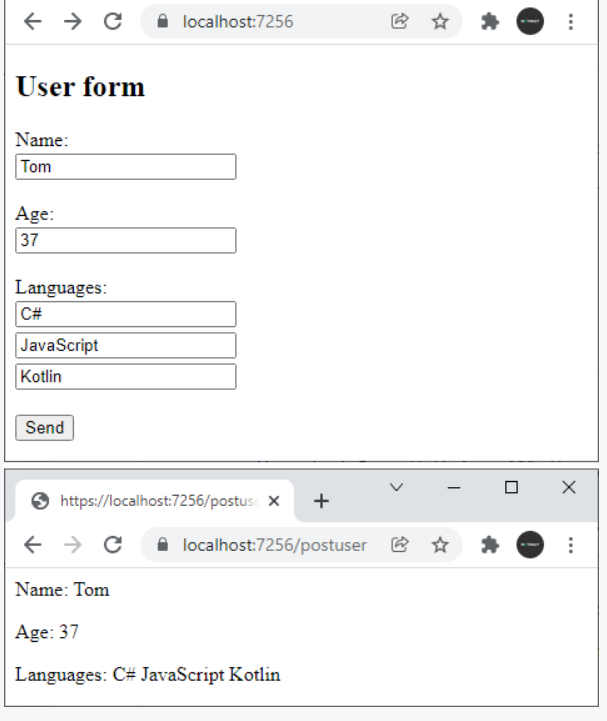 localhost:7256
User form
Name:
Tom
Age:
37
Languages:
C#
JavaScript
Kotlin
Send
https://localhost:7256/postuse
localhost:7256/postuser
Name: Tom
Age: 37
Languages: C# JavaScript Kotlin